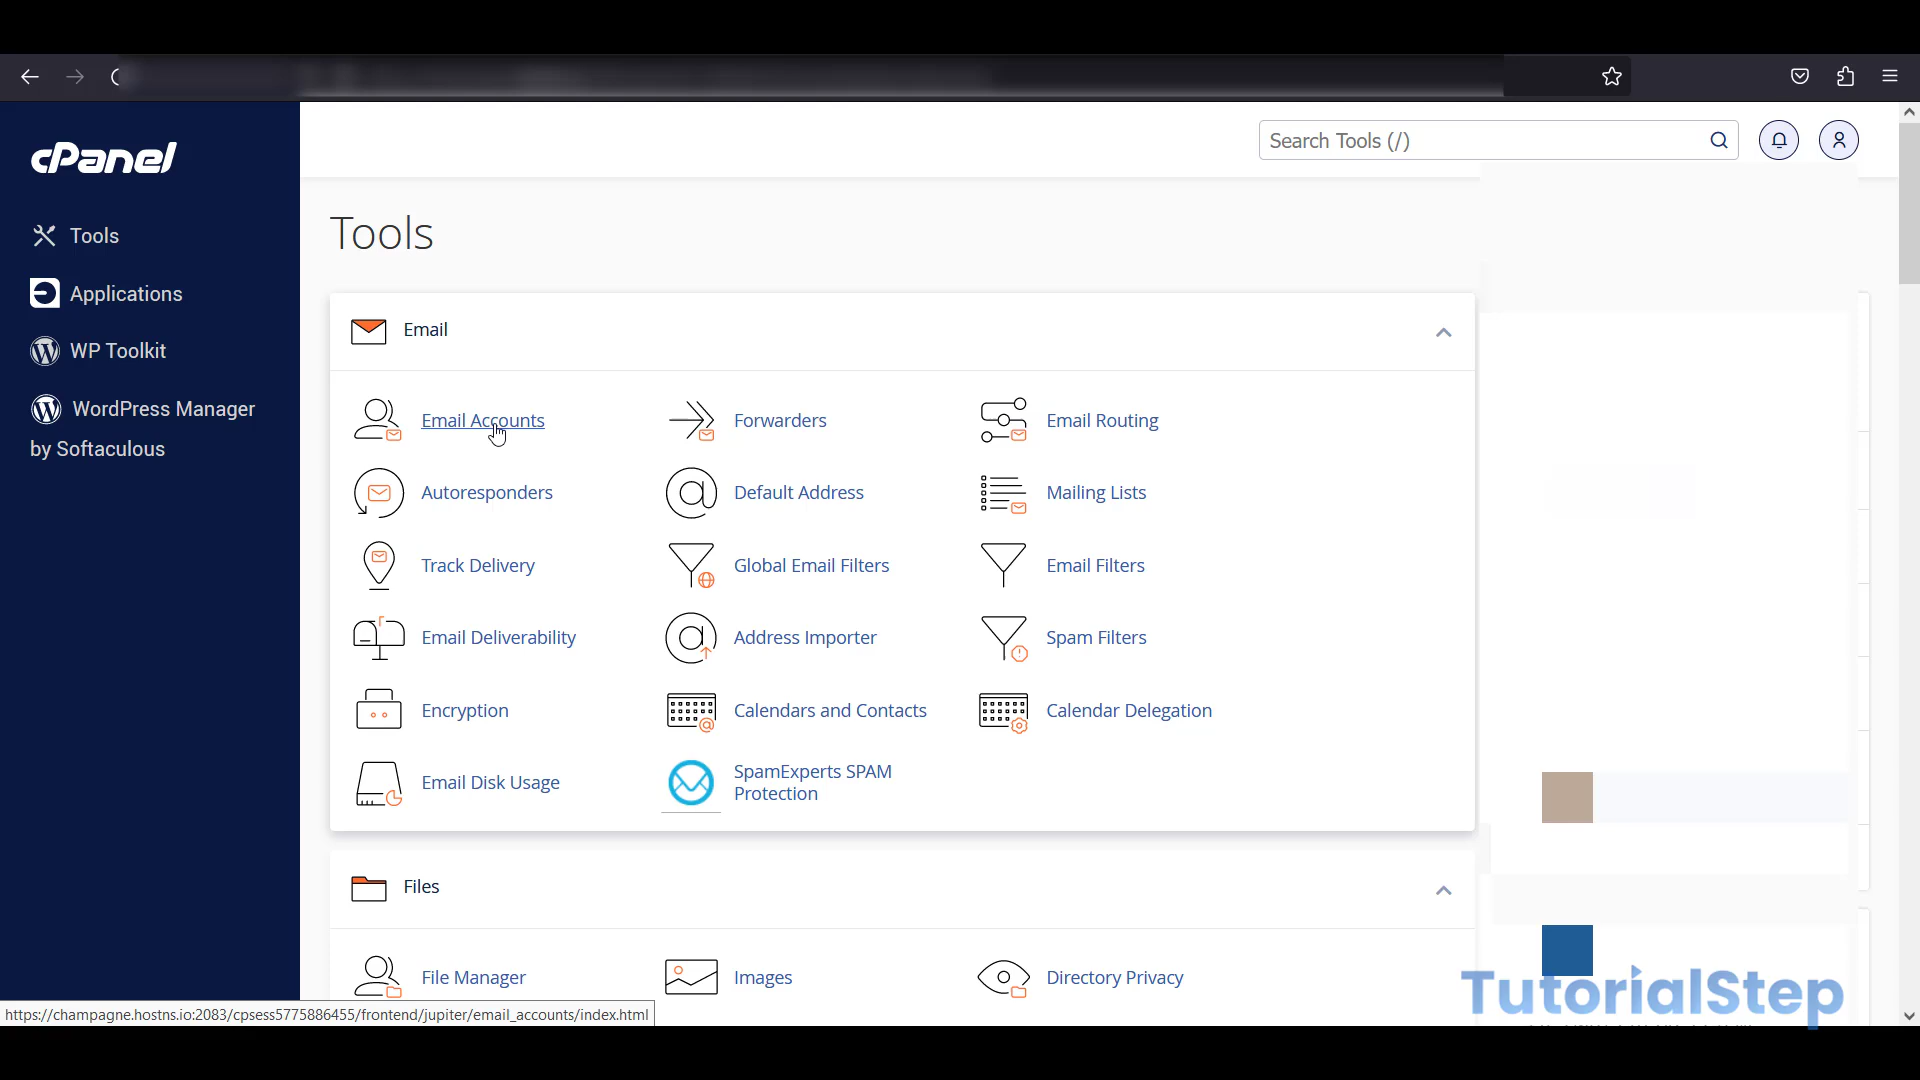 cPanel
Search Tools (/)
Tools
Applications
WP Toolkit
WordPress Manager
by Softaculous
Tools
Email
Email Accounts
Forwarders
Email Routing
Autoresponders
Default Address
Mailing Lists
Track Delivery
Global Email Filters
Email Filters
Email Deliverability
Address Importer
Spam Filters
Encryption
Calendars and Contacts
Calendar Delegation
Email Disk Usage
SpamExperts SPAM
Protection
Files
File Manager
Images
Directory Privacy
https://champagne.hostns.io:2083/cpsess5775886455/frontend/jupiter/email_accounts/index.html
TutorialStep